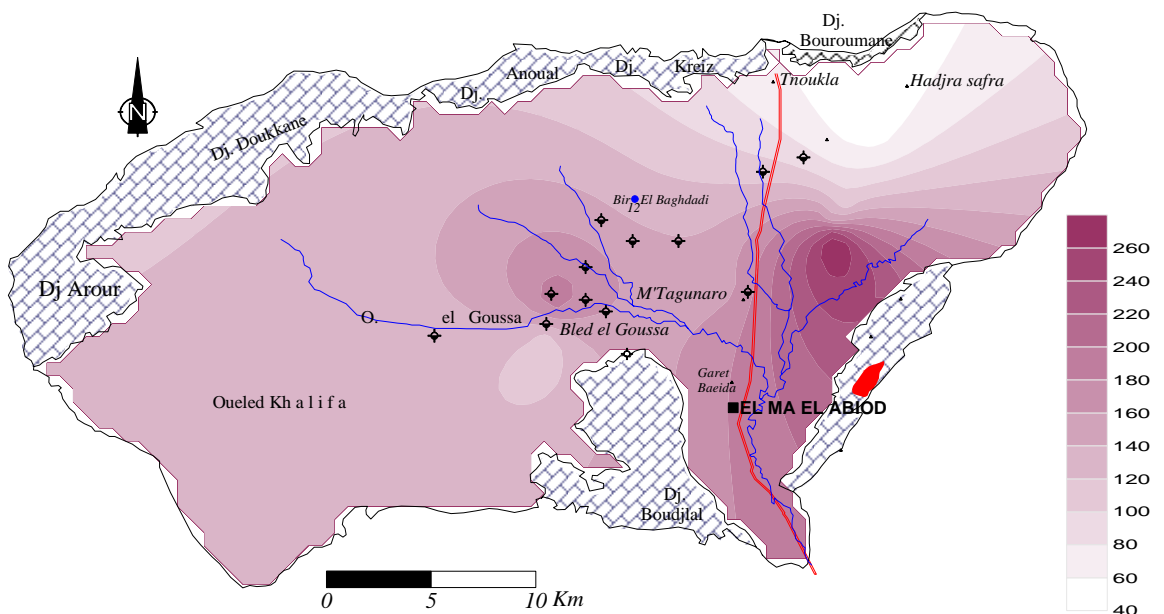 Dj.
Bouroumane
Anoual
Dj.
Kreiz
Dj.
Tnoukla
Hadjra safra
N
Dj. Doukkane
Bir El Baghdadi
12
Dj Arour
M'Tagunaro
O. el Goussa
Bled el Goussa
Garet
Baeida
Oueled Khalifa
EL MA EL ABIOD
Dj.
Boudjlal
0 5 10 Km
260
240
220
200
180
160
140
120
100
80
60
40